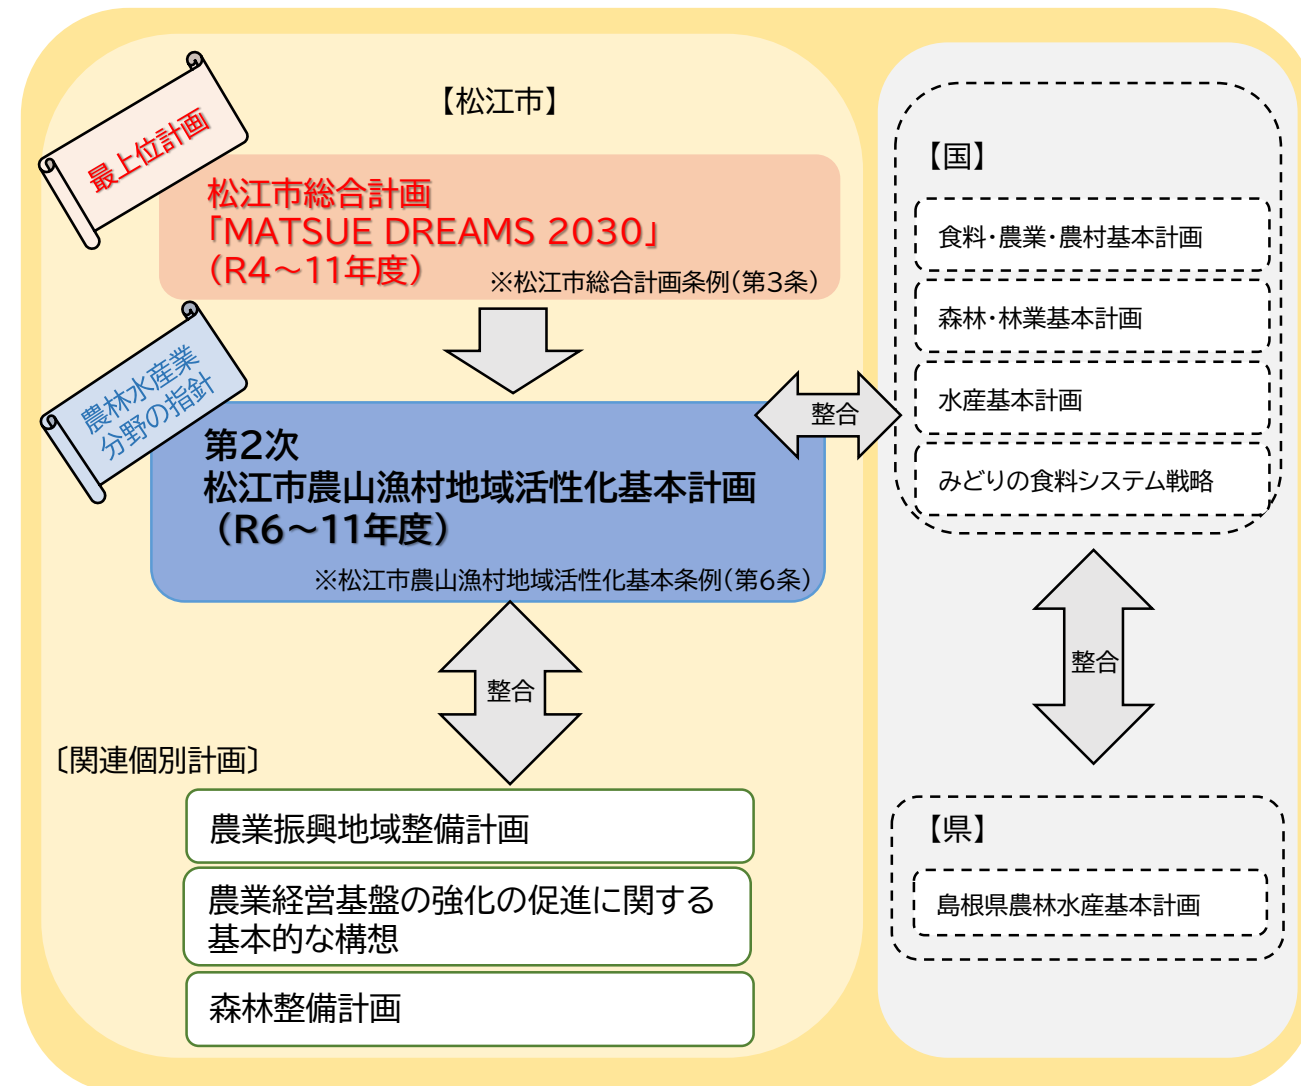 【松江市】
最上位計画
松江市総合計画
「MATSUE DREAMS 2030」
（R4～11年度）
※松江市総合計画条例(第3条)
農林水産業
分野の指針
第2次
松江市農山漁村地域活性化基本計画
（R6～11年度）
※松江市農山漁村地域活性化基本条例(第6条)
整合
整合
〔関連個別計画〕
農業振興地域整備計画
農業経営基盤の強化の促進に関する
基本的な構想
森林整備計画
【国】
食料・農業・農村基本計画
森林・林業基本計画
水産基本計画
みどりの食料システム戦略
整合
【県】
島根県農林水産基本計画